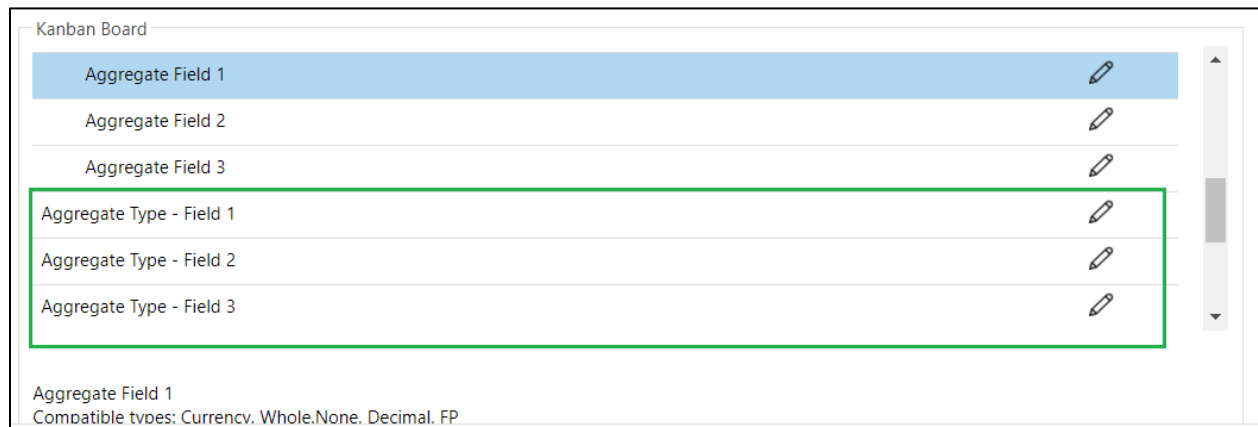 Kanban Board
Aggregate Field 1
Aggregate Field 2
Aggregate Field 3
Aggregate Type - Field 1
Aggregate Type - Field 2
Aggregate Type - Field 3
Aggregate Field 1
Compatible types: Currency, Whole.None, Decimal, FP